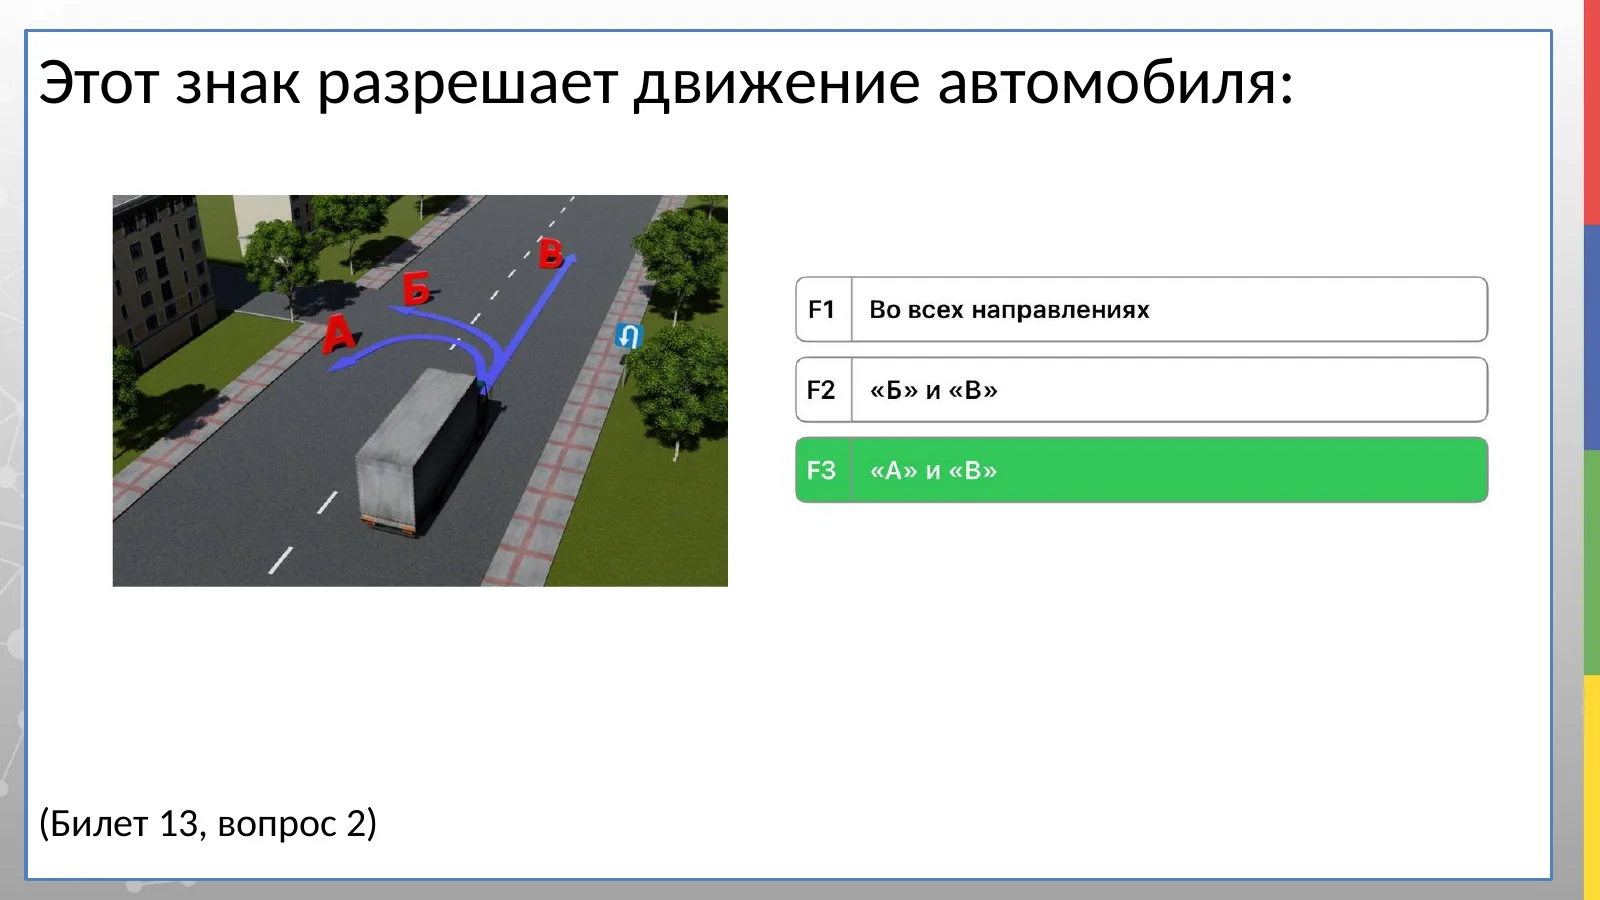 Этот знак разрешает движение автомобиля:
В
Б
А
F1 Во всех направлениях
F2 «Б» и «В»
F3 «А» и «В»
(Билет 13, вопрос 2)